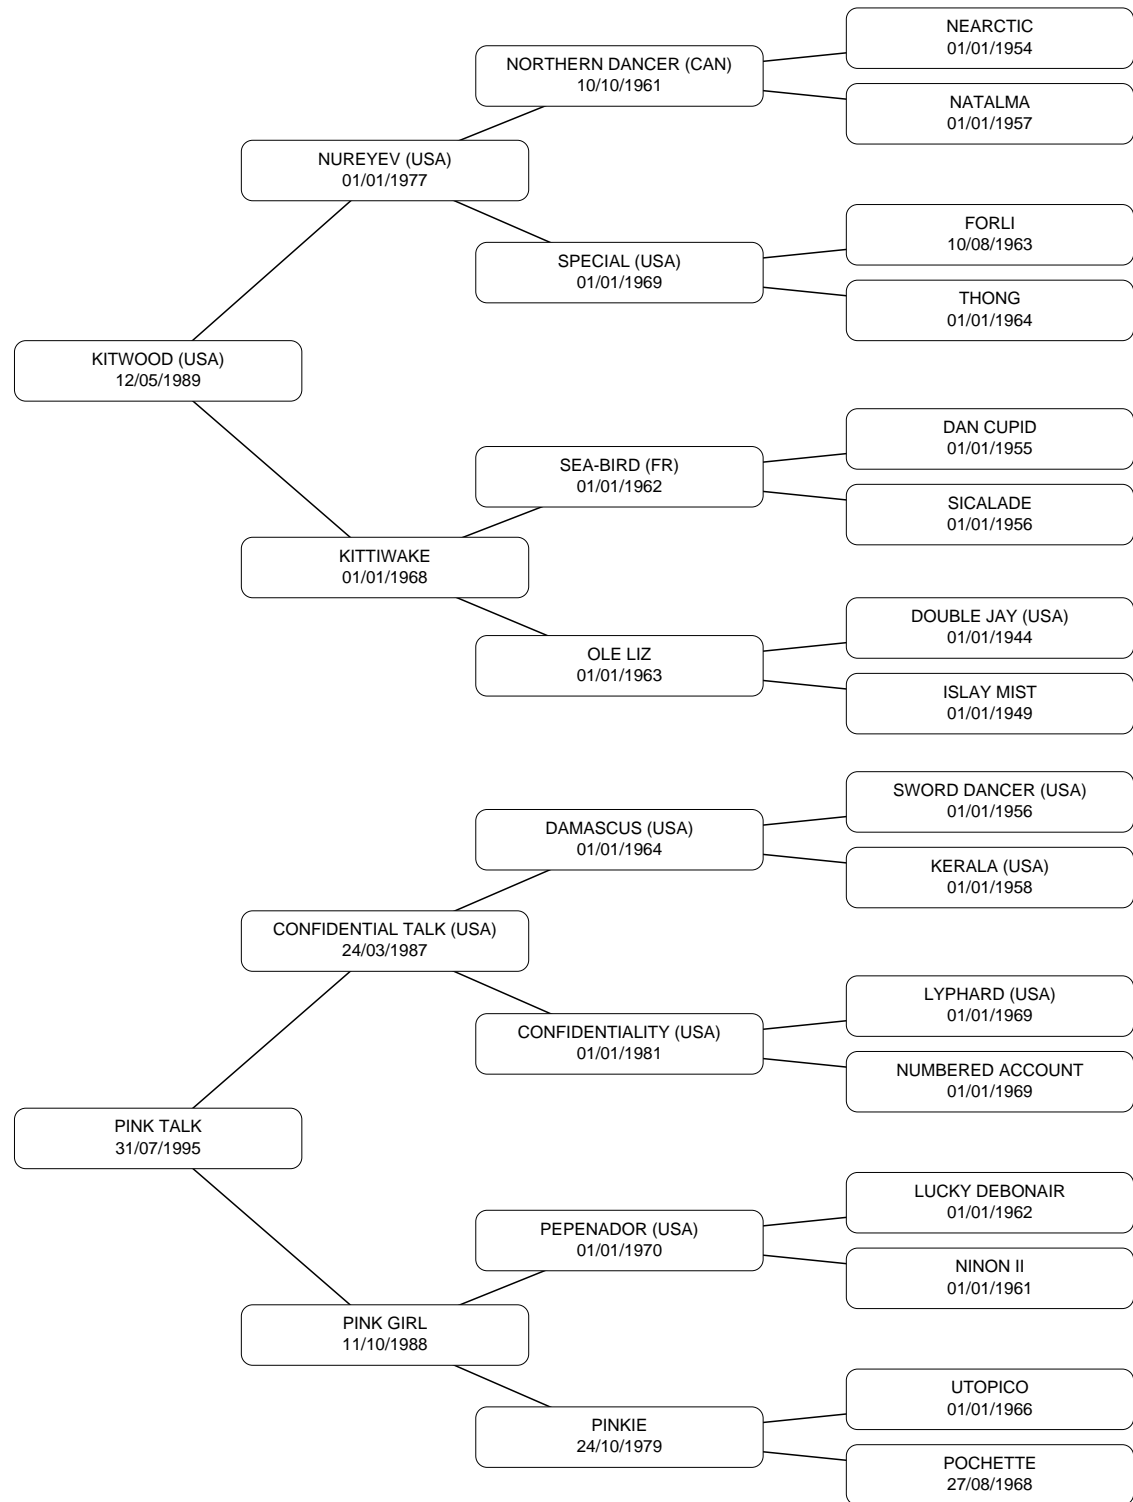 NEARCTIC
01/01/1954
NORTHERN DANCER (CAN)
10/10/1961
NATALMA
01/01/1957
NUREYEV (USA)
01/01/1977
FORLI
10/08/1963
SPECIAL (USA)
01/01/1969
THONG
01/01/1964
KITWOOD (USA)
12/05/1989
DAN CUPID
01/01/1955
SEA-BIRD (FR)
01/01/1962
SICALADE
01/01/1956
KITTIWAKE
01/01/1968
DOUBLE JAY (USA)
01/01/1944
OLE LIZ
01/01/1963
ISLAY MIST
01/01/1949
SWORD DANCER (USA)
01/01/1956
DAMASCUS (USA)
01/01/1964
KERALA (USA)
01/01/1958
CONFIDENTIAL TALK (USA)
24/03/1987
LYPHARD (USA)
01/01/1969
CONFIDENTIALITY (USA)
01/01/1981
NUMBERED ACCOUNT
01/01/1969
PINK TALK
31/07/1995
LUCKY DEBONAIR
01/01/1962
PEPENADOR (USA)
01/01/1970
NINON II
01/01/1961
PINK GIRL
11/10/1988
UTOPICO
01/01/1966
PINKIE
24/10/1979
POCHETTE
27/08/1968